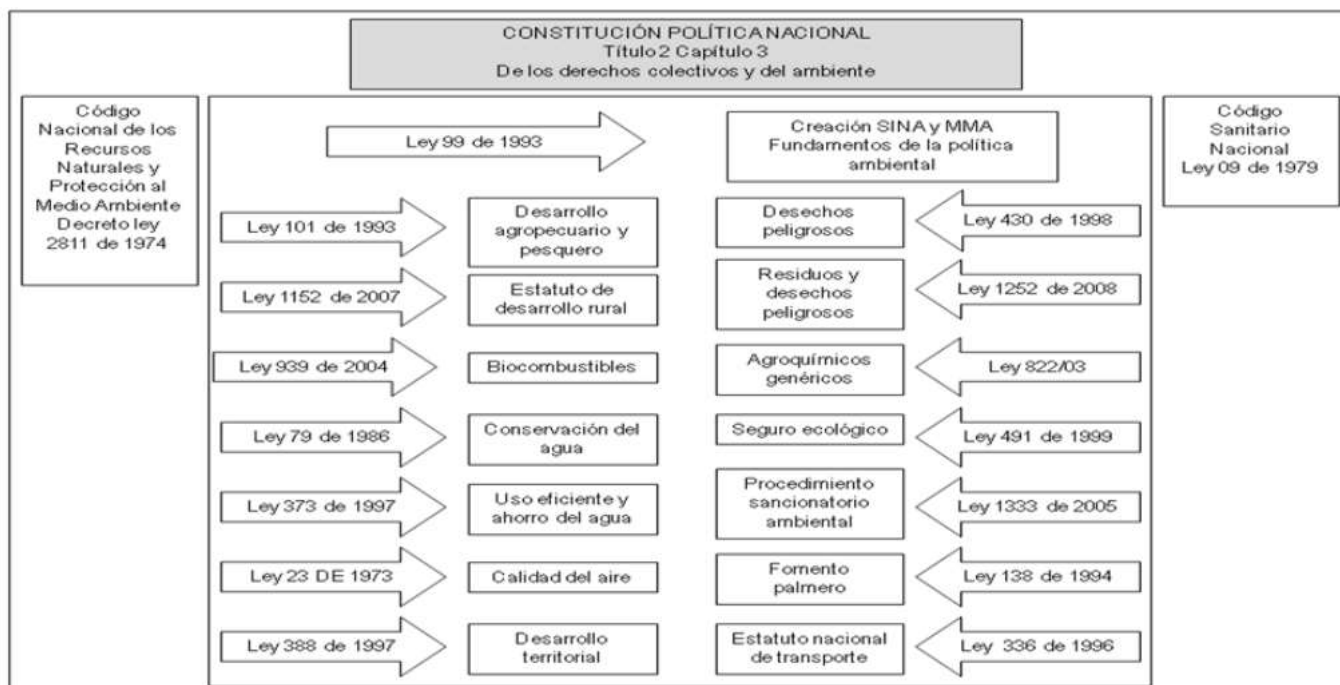 CONSTITUCIÓN POLÍTICA NACIONAL
Título 2 Capítulo 3
De los derechos colectivos y del ambiente
Código
Nacional de los
Recursos
Naturales y
Protección al
Medio Ambiente
Decreto ley
2811 de 1974
Ley 99 de 1993
Creación SINA y MMA
Fundamentos de la política
ambiental
Código
Sanitario
Nacional
Ley 09 de 1979
Ley 101 de 1993
Desarrollo
agropecuario y
pesquero
Desechos
peligrosos
Ley 430 de 1998
Ley 1152 de 2007
Estatuto de
desarrollo rural
Residuos y
desechos
peligrosos
Ley 1252 de 2008
Ley 939 de 2004
Biocombustibles
Agroquímicos
genéricos
Ley 822/03
Ley 79 de 1986
Conservación del
agua
Seguro ecológico
Ley 491 de 1999
Ley 373 de 1997
Uso eficiente y
ahorro del agua
Procedimiento
sancionatorio
ambiental
Ley 1333 de 2005
Ley 23 DE 1973
Calidad del aire
Fomento
palmero
Ley 138 de 1994
Ley 388 de 1997
Desarrollo
territorial
Estatuto nacional
de transporte
Ley 336 de 1996